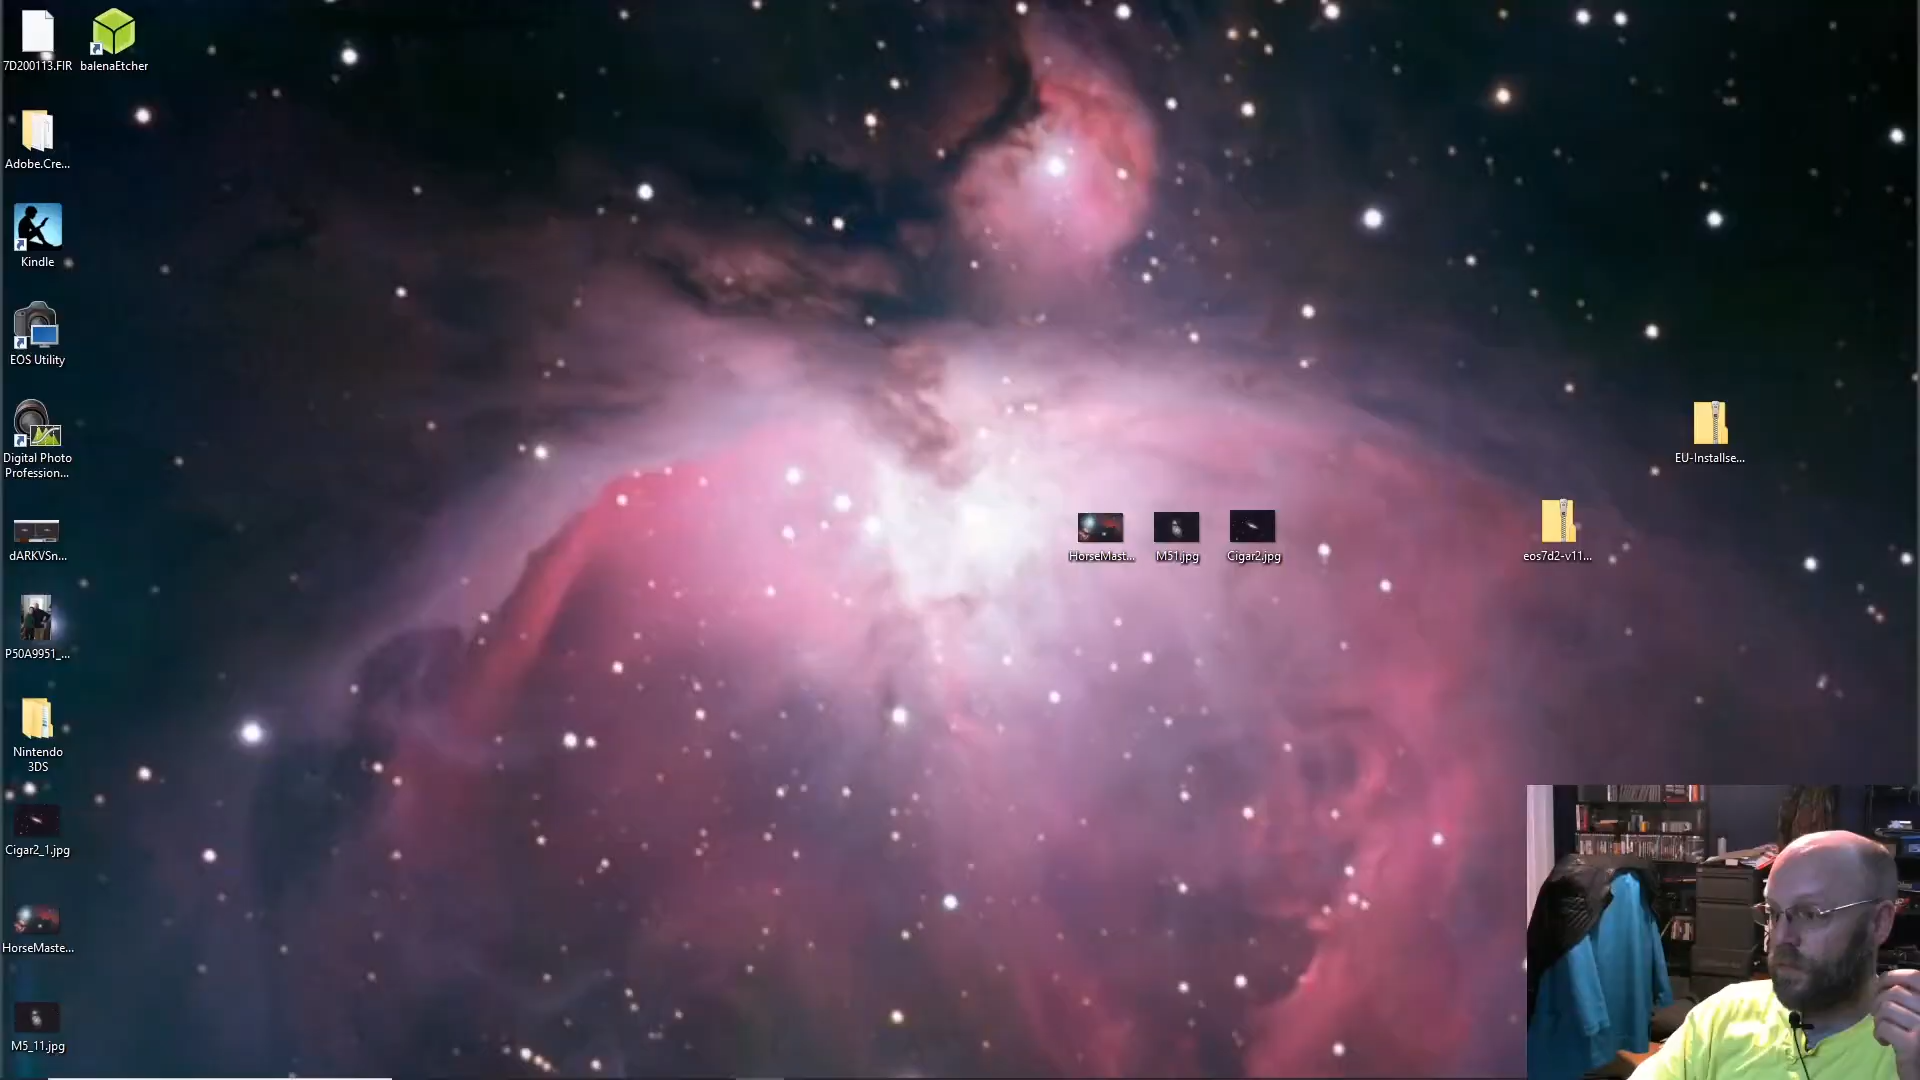 7D200113.FIR
balenaEtcher
Adobe.Cre...
Kindle
EOS Utility
Digital Photo
Profession...
dARKVSn...
P50A9951_...
Nintendo
3DS
Cigar2_1.jpg
HorseMaste...
M5_11.jpg
HorseMast...
M51.jpg
Cigar2.jpg
EU-Installse...
eos7d2-v11...